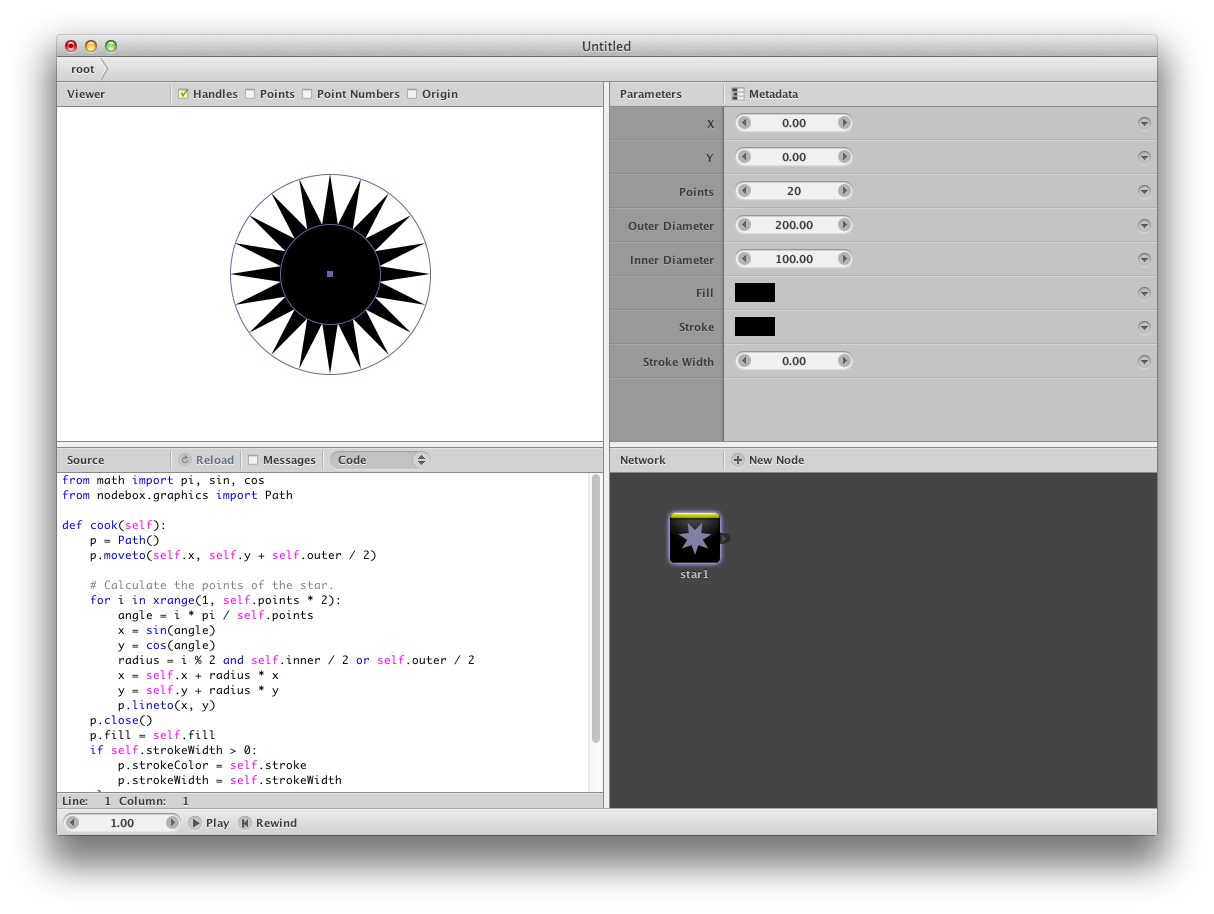 Untitled
root
Viewer Handles Points Point Numbers Origin
Parameters Metadata
X 0.00
Y 0.00
Points 20
Outer Diameter 200.00
Inner Diameter 100.00
Fill
Stroke
Stroke Width 0.00
Source Reload Messages Code
from math import pi, sin, cos
from nodebox.graphics import Path
def cook(self):
    p = Path()
    p.moveto(self.x, self.y + self.outer / 2)
    # Calculate the points of the star.
    for i in xrange(1, self.points * 2):
        angle = i * pi / self.points
        x = sin(angle)
        y = cos(angle)
        radius = i % 2 and self.inner / 2 or self.outer / 2
        x = self.x + radius * x
        y = self.y + radius * y
        p.lineto(x, y)
    p.close()
    p.fill = self.fill
    if self.strokeWidth > 0:
        p.strokeColor = self.stroke
        p.strokeWidth = self.strokeWidth
Line: 1 Column: 1
Network New Node
star1
1.00 Play Rewind